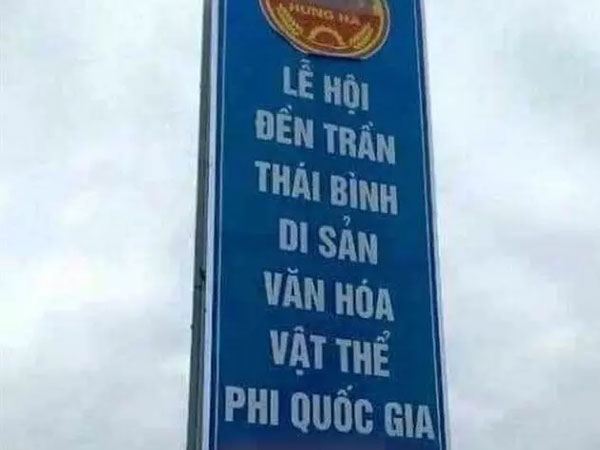 HƯNG HÀ
LỄ HỘI
ĐỀN TRẦN
THÁI BÌNH
DI SẢN
VĂN HÓA
VẬT THỂ
PHI QUỐC GIA